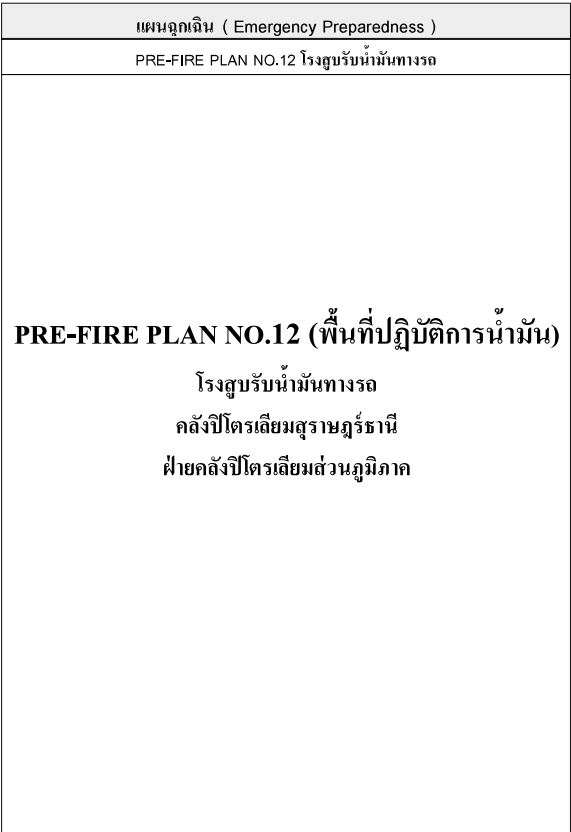 แผนฉุกเฉิน ( Emergency Preparedness )
PRE-FIRE PLAN NO.12 โรงสูบรับน้ำมันทางรถ
PRE-FIRE PLAN NO.12 (พื้นที่ปฏิบัติการน้ำมัน)
โรงสูบรับน้ำมันทางรถ
คลังปิโตรเลียมสุราษฎร์ธานี
ฝ่ายคลังปิโตรเลียมส่วนภูมิภาค